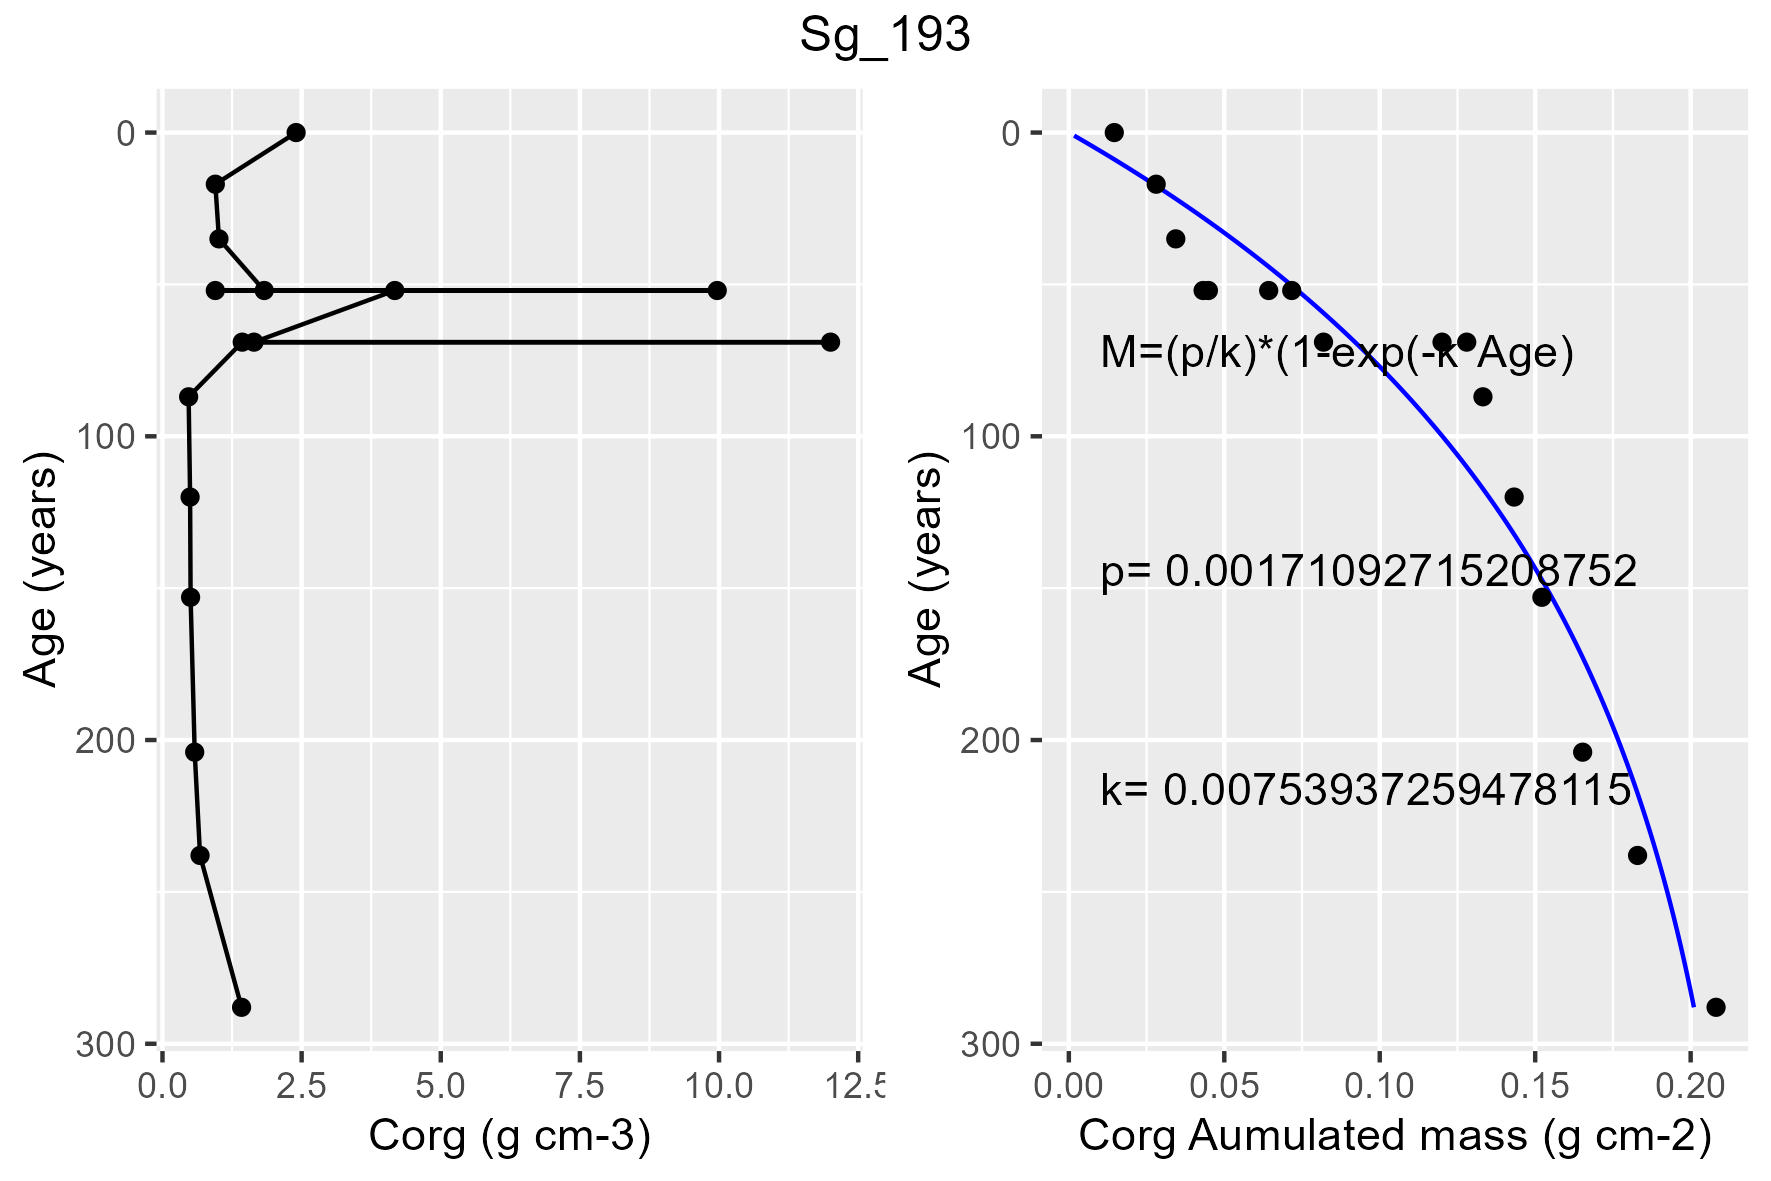 Sg_193
0
100
200
300
0.0 2.5 5.0 7.5 10.0 12.5
Age (years)
Corg (g cm-3)
M=(p/k)*(1-exp(-k*Age)
p= 0.00171092715208752
k= 0.00753937259478115
0
100
200
300
0.00 0.05 0.10 0.15 0.20
Age (years)
Corg Aumulated mass (g cm-2)